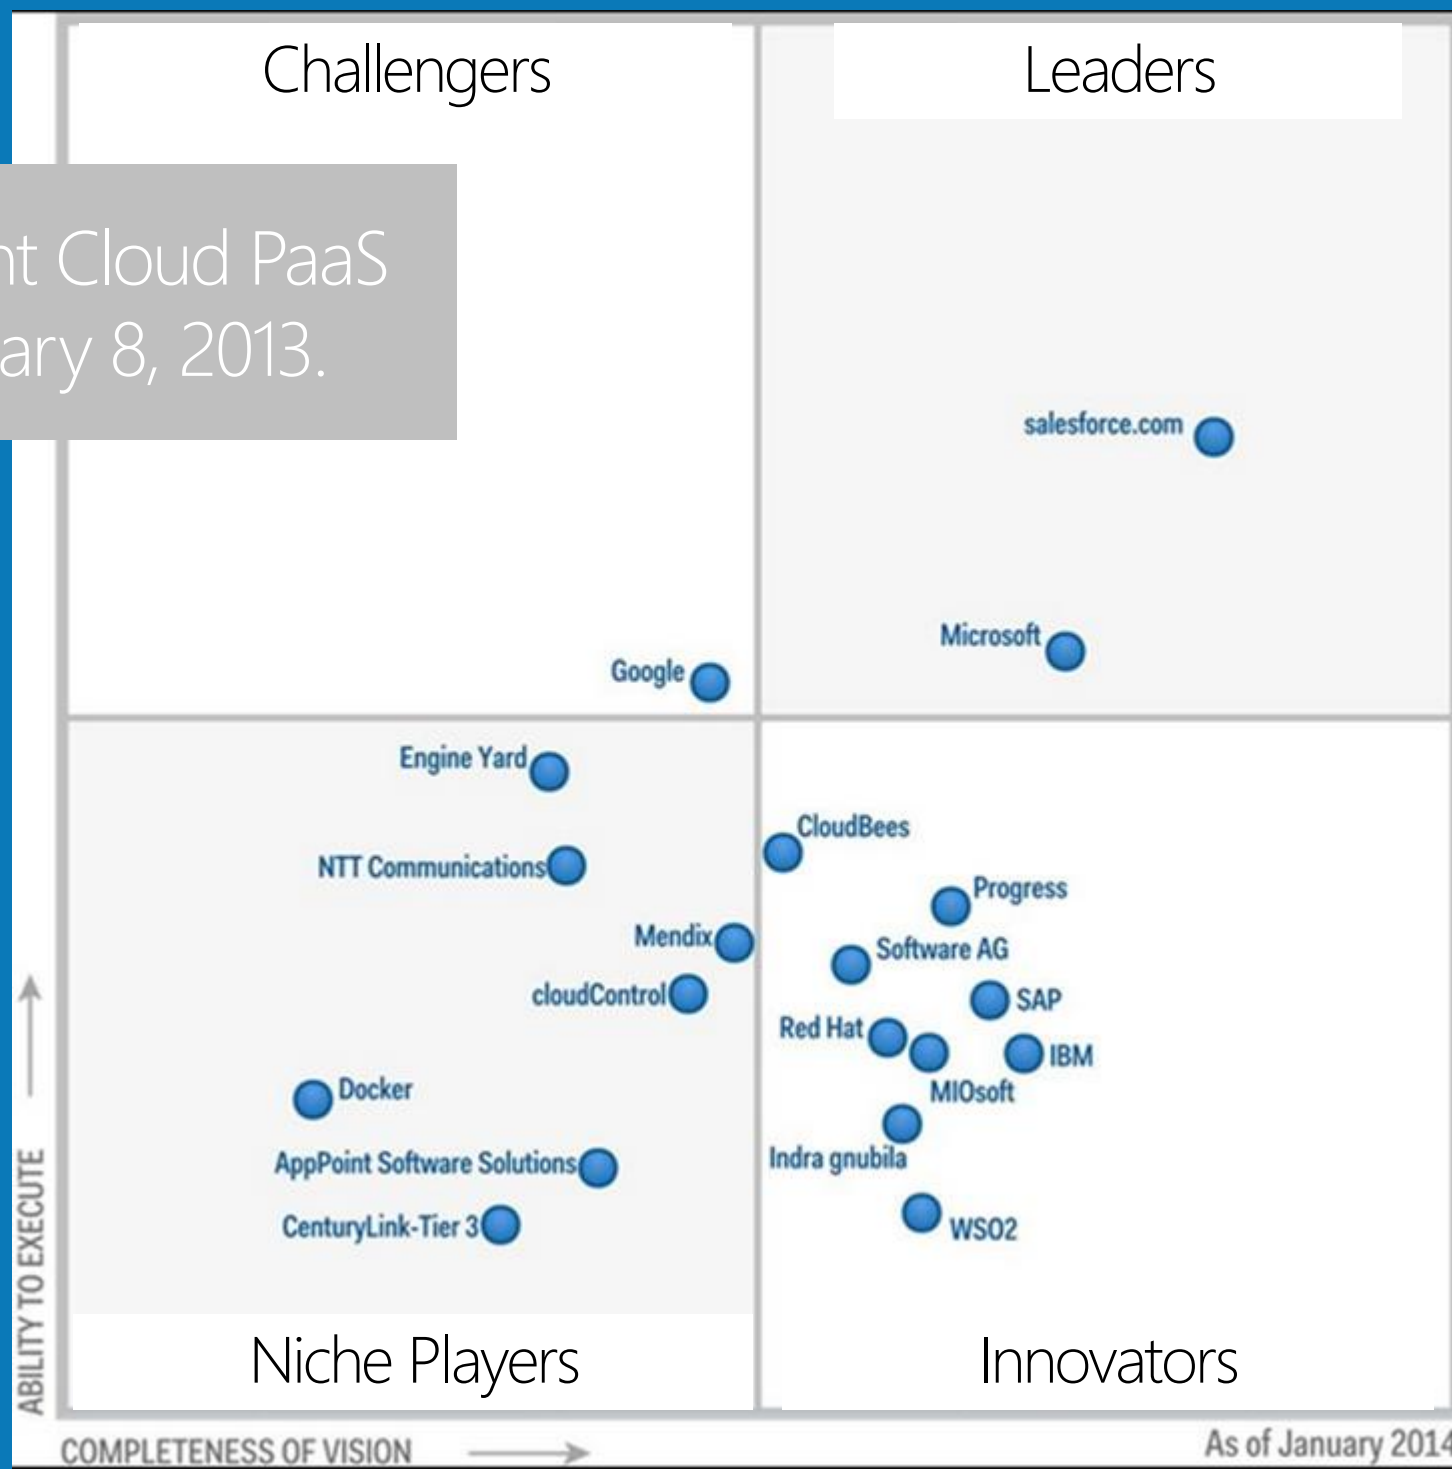 Challengers
Leaders
nt Cloud PaaS
ary 8, 2013.
salesforce.com
Microsoft
Google
Engine Yard
CloudBees
NTT Communications
Progress
Mendix
Software AG
cloudControl
SAP
Red Hat
IBM
MIOsoft
Docker
Indra gnubila
AppPoint Software Solutions
CenturyLink-Tier 3
WSO2
ABILITY TO EXECUTE
Niche Players
Innovators
COMPLETENESS OF VISION
As of January 2014